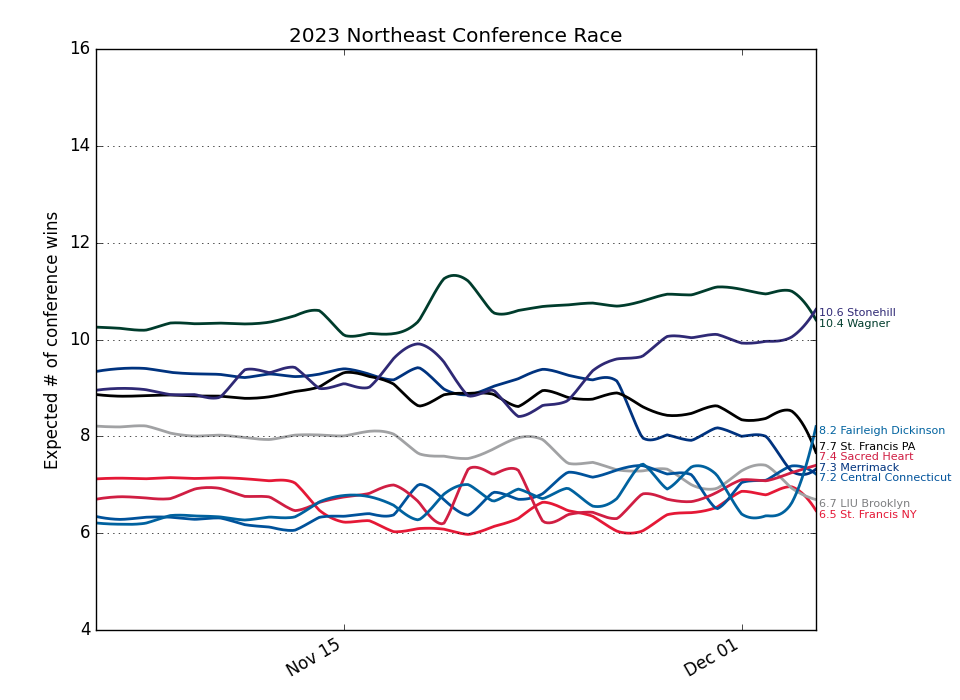 2023 Northeast Conference Race
Expected # of conference wins
16
14
12
10
8
6
4
Nov 15
Dec 01
10.6 Stonehill
10.4 Wagner
8.2 Fairleigh Dickinson
7.7 St. Francis PA
7.4 Sacred Heart
7.3 Merrimack
7.2 Central Connecticut
6.7 LIU Brooklyn
6.5 St. Francis NY